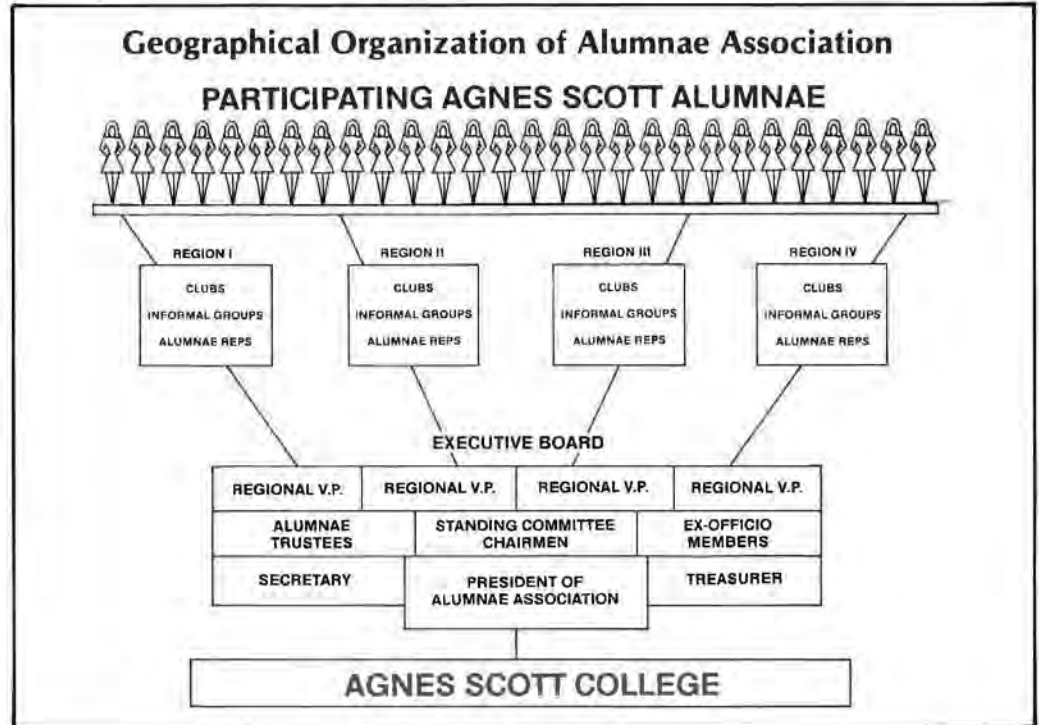 Geographical Organization of Alumnae Association
PARTICIPATING AGNES SCOTT ALUMNAE
REGION I
CLUBS
INFORMAL GROUPS
ALUMNAE REPS
REGION II
CLUBS
INFORMAL GROUPS
ALUMNAE REPS
REGION III
CLUBS
INFORMAL GROUPS
ALUMNAE REPS
REGION IV
CLUBS
INFORMAL GROUPS
ALUMNAE REPS
EXECUTIVE BOARD
REGIONAL V.P.
REGIONAL V.P.
REGIONAL V.P.
REGIONAL V.P.
ALUMNAE
TRUSTEES
STANDING COMMITTEE
CHAIRMEN
EX-OFFICIO
MEMBERS
SECRETARY
PRESIDENT OF
ALUMNAE ASSOCIATION
TREASURER
AGNES SCOTT COLLEGE